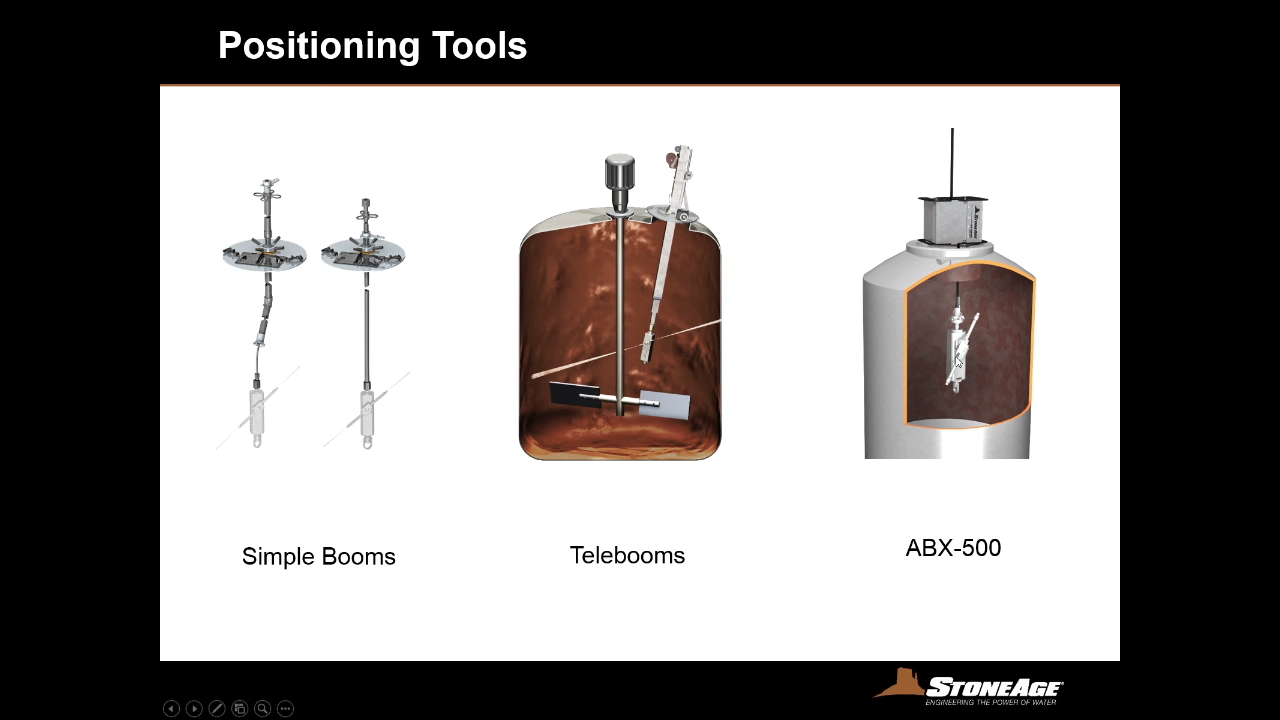 Positioning Tools
Simple Booms
Telebooms
ABX-500
STONEAGE
ENGINEERING THE POWER OF WATER